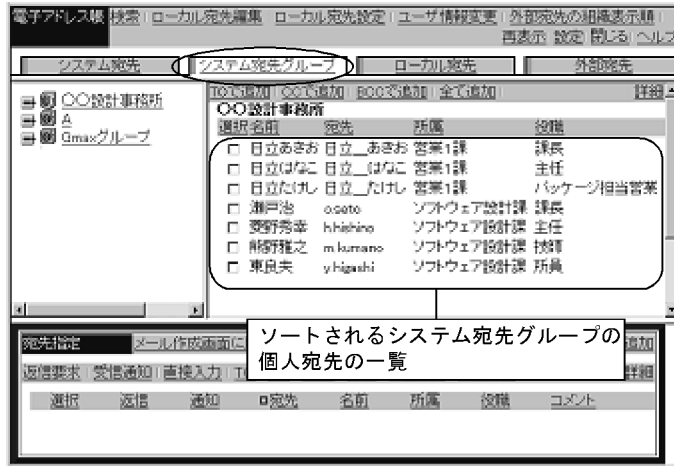 電子アドレス帳 検索 | ローカル宛先編集 ローカル宛先設定 | ユーザ情報変更 | 外部宛先の組織表示順 |
再表示 設定 閉じる | ヘルプ
システム宛先 システム宛先グループ ローカル宛先 外部宛先
TOで追加 | CCで追加 | BCCで追加 | 全て追加 | 詳細
○○設計事務所
A
Gmaxグループ
○○設計事務所
選択 名前 宛先 所属 役職
日立あきお 日立__あきお 営業1課 課長
日立はなこ 日立__はなこ 営業1課 主任
日立たけし 日立__たけし 営業1課 パッケージ担当営業
瀬戸治 o.seto ソフトウェア設計課 課長
菱野秀幸 h.hishino ソフトウェア設計課 主任
熊野雅之 m.kumano ソフトウェア設計課 技師
東良夫 y.higashi ソフトウェア設計課 所員
ソートされるシステム宛先グループの
個人宛先の一覧
宛先指定 メール作成画面に 追加
返信要求 | 受信通知 | 直接入力 | 詳細
選択 返信 通知 宛先 名前 所属 役職 コメント